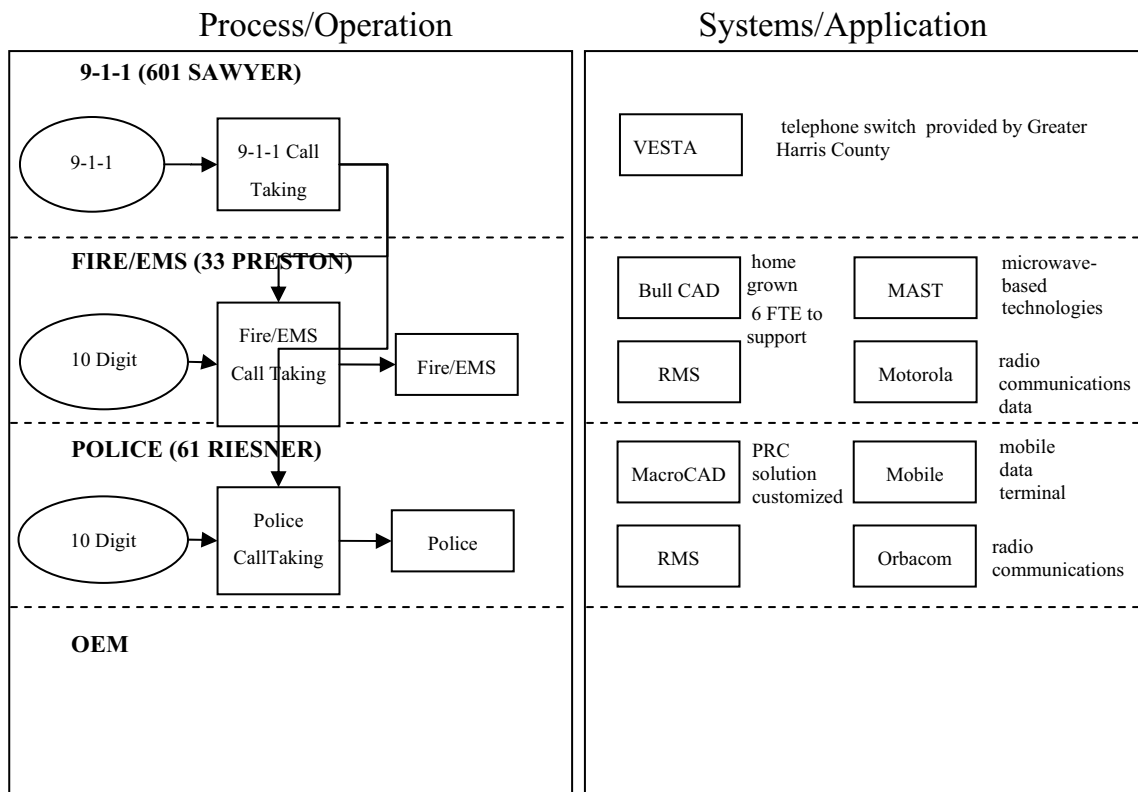 Process/Operation
Systems/Application
9-1-1 (601 SAWYER)
9-1-1
9-1-1 Call
Taking
VESTA
telephone switch provided by Greater
Harris County
FIRE/EMS (33 PRESTON)
10 Digit
Fire/EMS
Call Taking
Fire/EMS
Bull CAD
home
grown
6 FTE to
support
MAST
microwave-
based
technologies
RMS
Motorola
radio
communications
data
POLICE (61 RIESNER)
10 Digit
Police
CallTaking
Police
MacroCAD
PRC
solution
customized
Mobile
mobile
data
terminal
RMS
Orbacom
radio
communications
OEM